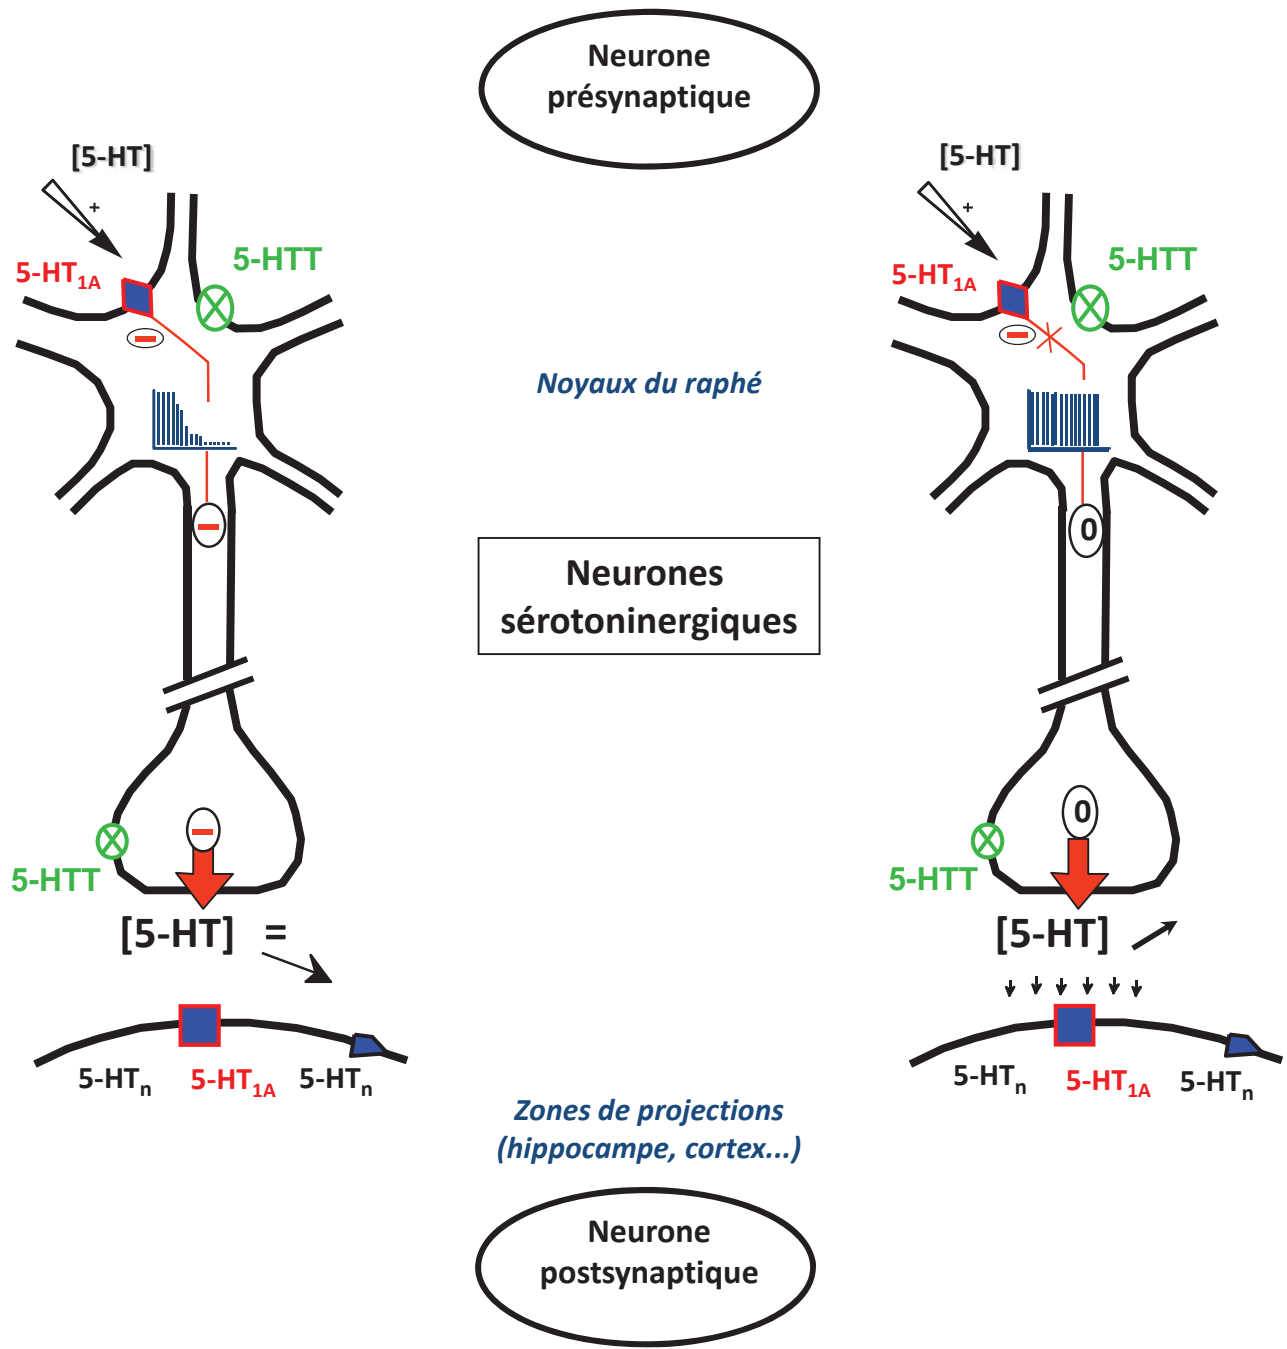 Neurone
présynaptique
[5-HT]
+
5-HT1A
5-HTT
[5-HT]
+
5-HT1A
5-HTT
Noyaux du raphé
Neurones
sérotoninergiques
0
0
5-HTT
[5-HT] =
5-HTn
5-HT1A
5-HTn
5-HTT
[5-HT]
5-HTn
5-HT1A
5-HTn
Zones de projections
(hippocampe, cortex...)
Neurone
postsynaptique